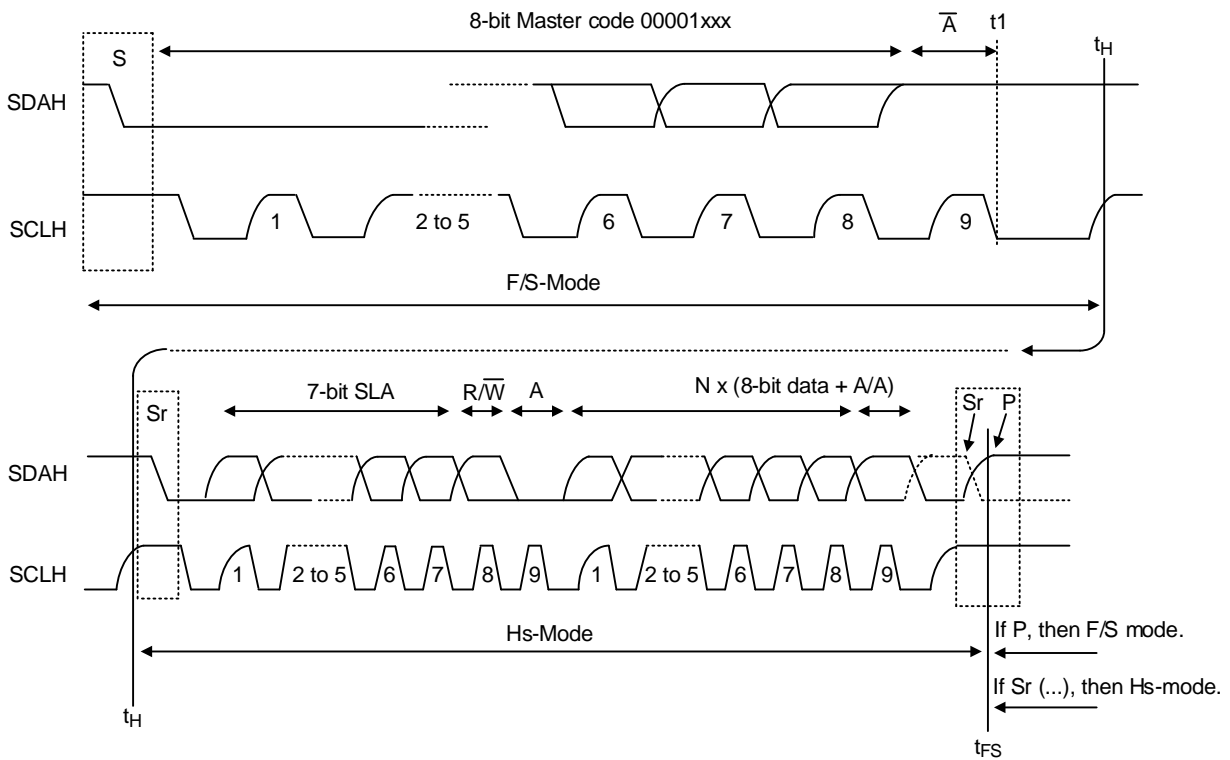 8-bit Master code 00001xxx
A̅
t1
tH
S
SDAH
SCLH
1
2 to 5
6
7
8
9
F/S-Mode
7-bit SLA
R/W̅
A
N x (8-bit data + A/A)
Sr
Sr
P
SDAH
SCLH
1
2 to 5
6
7
8
9
1
2 to 5
6
7
8
9
Hs-Mode
If P, then F/S mode.
If Sr (...), then Hs-mode.
tH
tFS